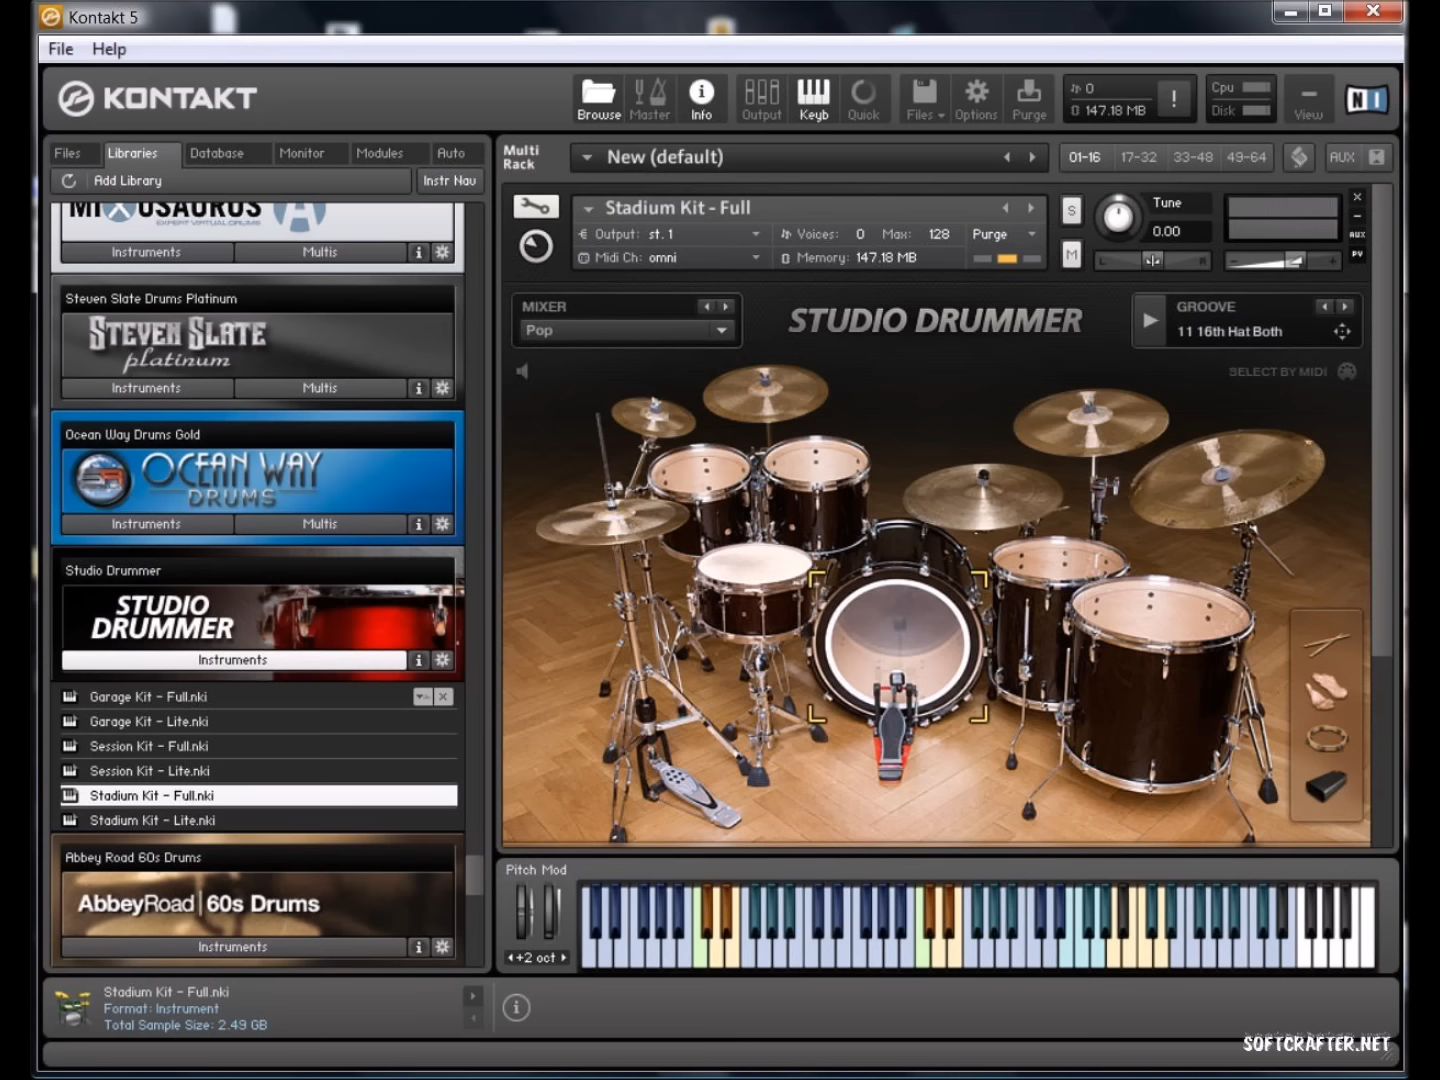 Kontakt 5
File Help
KONTAKT
Browse Master Info Output Keyb Quick Files Options Purge
0
147.18 MB
!
Cpu
Disk
View
NI
Files Libraries Database Monitor Modules Auto
Add Library Instr Nav
MIXOSAURUS
EXPERT VIRTUAL DRUMS
Instruments Multis i
Steven Slate Drums Platinum
STEVEN SLATE
platinum
Instruments Multis i
Ocean Way Drums Gold
OCEAN WAY
DRUMS
Instruments Multis i
Studio Drummer
STUDIO
DRUMMER
Instruments i
Garage Kit - Full.nki
Garage Kit - Lite.nki
Session Kit - Full.nki
Session Kit - Lite.nki
Stadium Kit - Full.nki
Stadium Kit - Lite.nki
Abbey Road 60s Drums
AbbeyRoad | 60s Drums
Instruments i
Multi
Rack
New (default)
01-16 17-32 33-48 49-64 AUX
Stadium Kit - Full
Output: st. 1 Voices: 0 Max: 128 Purge
Midi Ch: omni Memory: 147.18 MB
S
M
Tune
0.00
L R
- +
AUX
PV
MIXER
Pop
STUDIO DRUMMER
GROOVE
11 16th Hat Both
SELECT BY MIDI
Pitch Mod
+2 oct
Stadium Kit - Full.nki
Format: Instrument
Total Sample Size: 2.49 GB
i
SOFTCRAFTER.NET